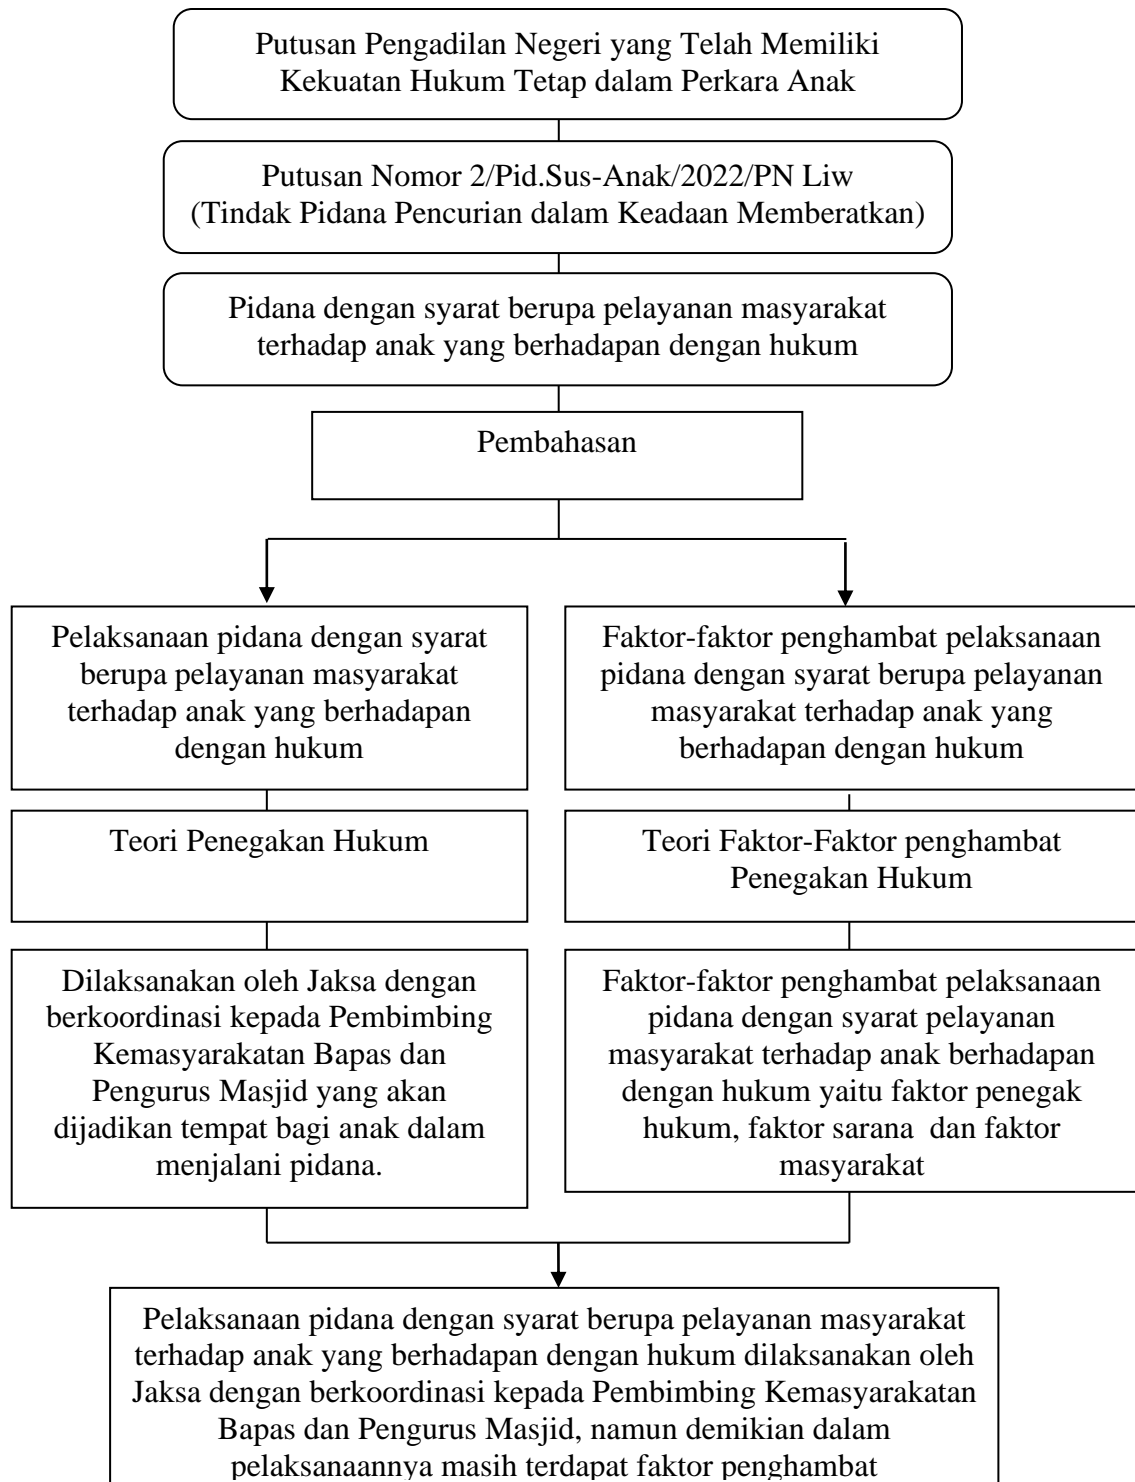 Putusan Pengadilan Negeri yang Telah Memiliki
Kekuatan Hukum Tetap dalam Perkara Anak
Putusan Nomor 2/Pid.Sus-Anak/2022/PN Liw
(Tindak Pidana Pencurian dalam Keadaan Memberatkan)
Pidana dengan syarat berupa pelayanan masyarakat
terhadap anak yang berhadapan dengan hukum
Pembahasan
Pelaksanaan pidana dengan syarat
berupa pelayanan masyarakat
terhadap anak yang berhadapan
dengan hukum
Teori Penegakan Hukum
Dilaksanakan oleh Jaksa dengan
berkoordinasi kepada Pembimbing
Kemasyarakatan Bapas dan
Pengurus Masjid yang akan
dijadikan tempat bagi anak dalam
menjalani pidana.
Faktor-faktor penghambat pelaksanaan
pidana dengan syarat berupa pelayanan
masyarakat terhadap anak yang
berhadapan dengan hukum
Teori Faktor-Faktor penghambat
Penegakan Hukum
Faktor-faktor penghambat pelaksanaan
pidana dengan syarat pelayanan
masyarakat terhadap anak berhadapan
dengan hukum yaitu faktor penegak
hukum, faktor sarana  dan faktor
masyarakat
Pelaksanaan pidana dengan syarat berupa pelayanan masyarakat
terhadap anak yang berhadapan dengan hukum dilaksanakan oleh
Jaksa dengan berkoordinasi kepada Pembimbing Kemasyarakatan
Bapas dan Pengurus Masjid, namun demikian dalam
pelaksanaannya masih terdapat faktor penghambat